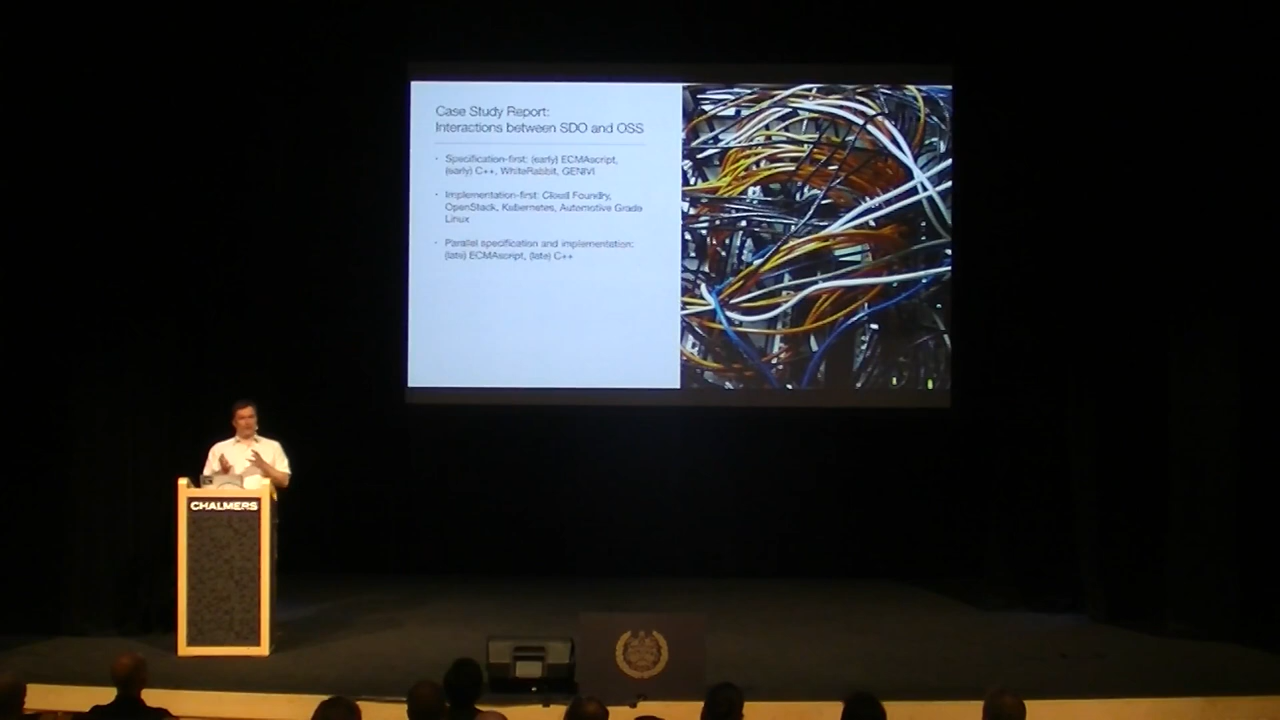 Case Study Report:
Interactions between SDO and OSS
· Specification-first: (early) ECMAscript,
(early) C++, WhiteRabbit, GENIVI
· Implementation-first: Cloud Foundry,
OpenStack, Kubernetes, Automotive Grade
Linux
· Parallel specification and implementation:
(late) ECMAscript, (late) C++
CHALMERS